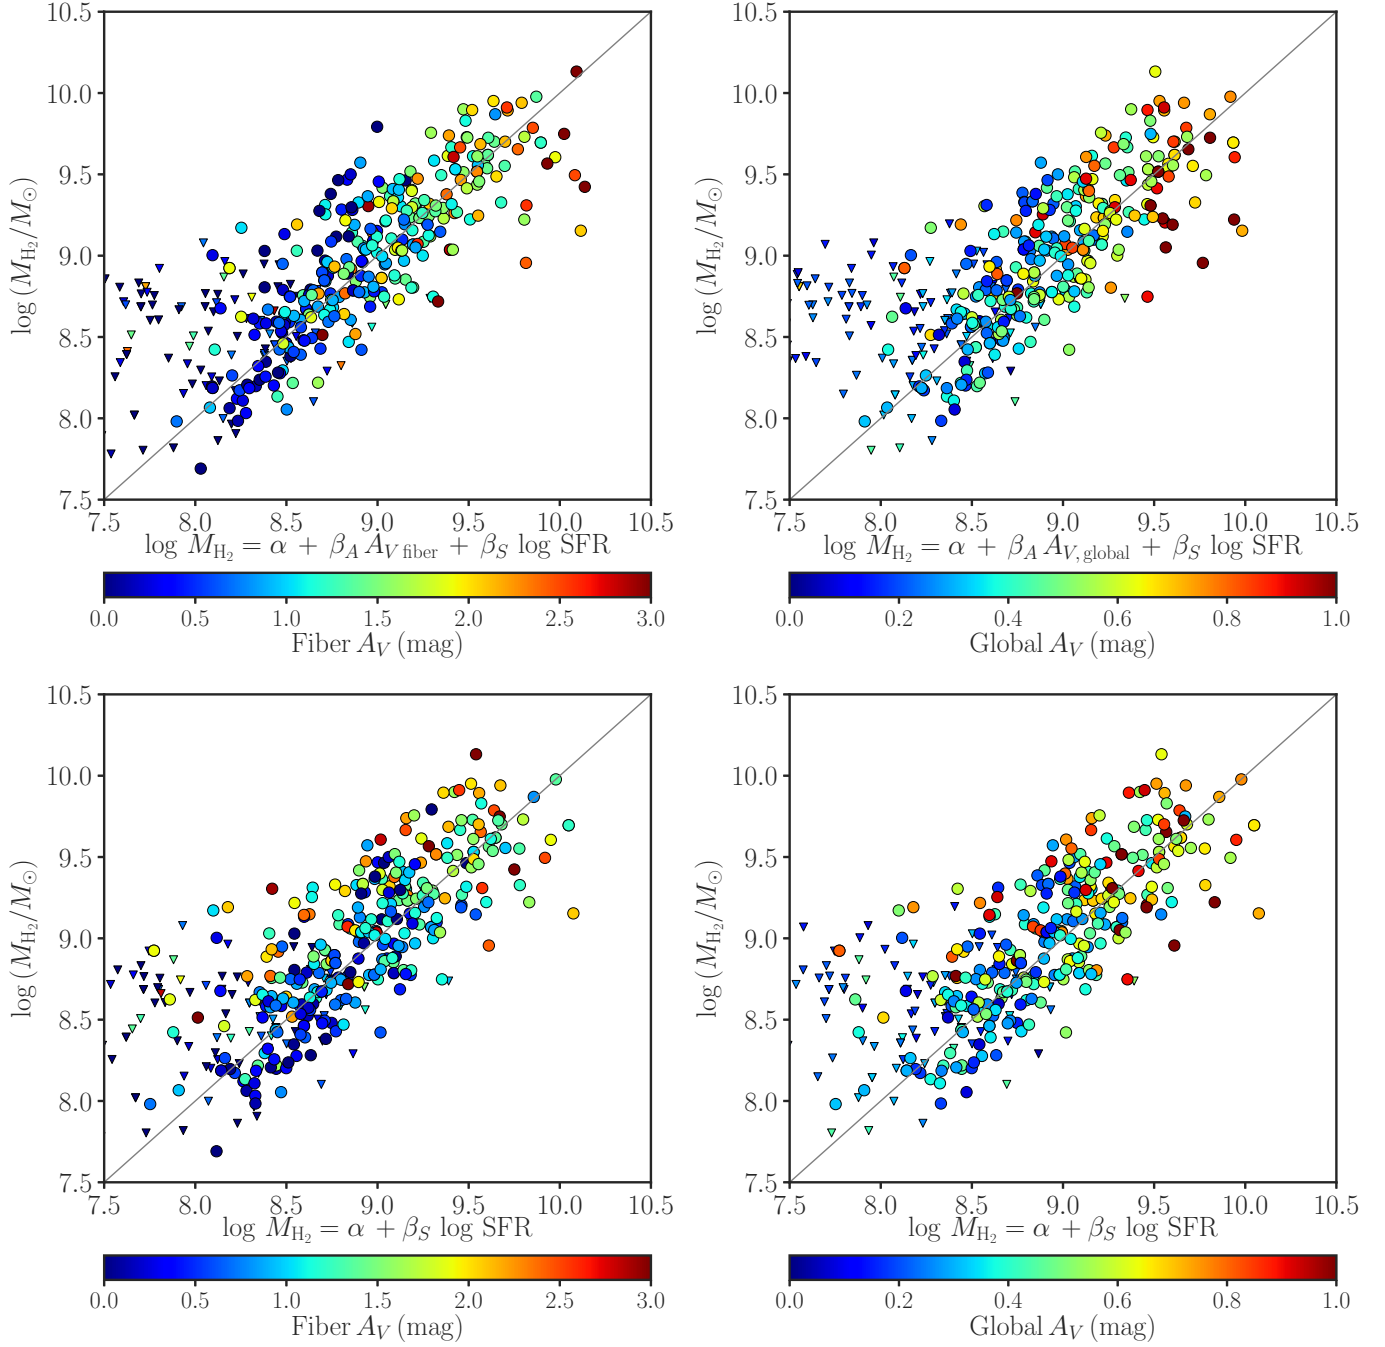 10.5
10.0
9.5
9.0
8.5
8.0
7.5
log (M_H₂/M_⊙)
7.5 8.0 8.5 9.0 9.5 10.0 10.5
log M_H₂ = α + β_A A_V fiber + β_S log SFR
0.0 0.5 1.0 1.5 2.0 2.5 3.0
Fiber A_V (mag)
10.5
10.0
9.5
9.0
8.5
8.0
7.5
log (M_H₂/M_⊙)
7.5 8.0 8.5 9.0 9.5 10.0 10.5
log M_H₂ = α + β_A A_V,global + β_S log SFR
0.0 0.2 0.4 0.6 0.8 1.0
Global A_V (mag)
10.5
10.0
9.5
9.0
8.5
8.0
7.5
log (M_H₂/M_⊙)
7.5 8.0 8.5 9.0 9.5 10.0 10.5
log M_H₂ = α + β_S log SFR
0.0 0.5 1.0 1.5 2.0 2.5 3.0
Fiber A_V (mag)
10.5
10.0
9.5
9.0
8.5
8.0
7.5
log (M_H₂/M_⊙)
7.5 8.0 8.5 9.0 9.5 10.0 10.5
log M_H₂ = α + β_S log SFR
0.0 0.2 0.4 0.6 0.8 1.0
Global A_V (mag)